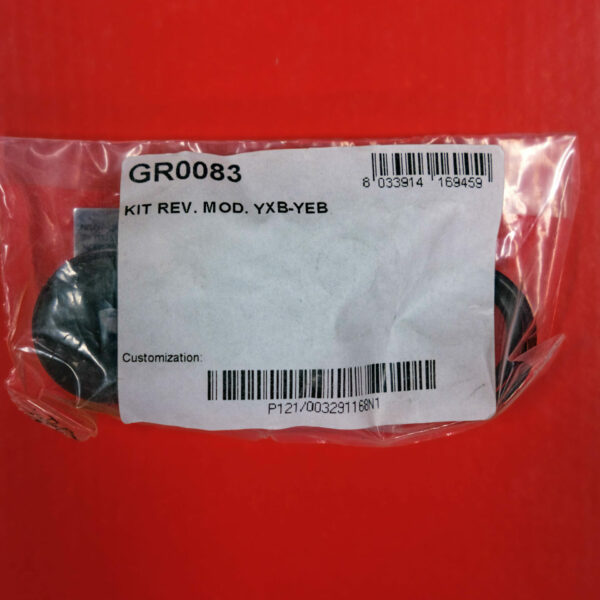 GR0083
8 033914 169459
KIT REV. MOD. YXB-YEB
Customization:
P121/003291168N1